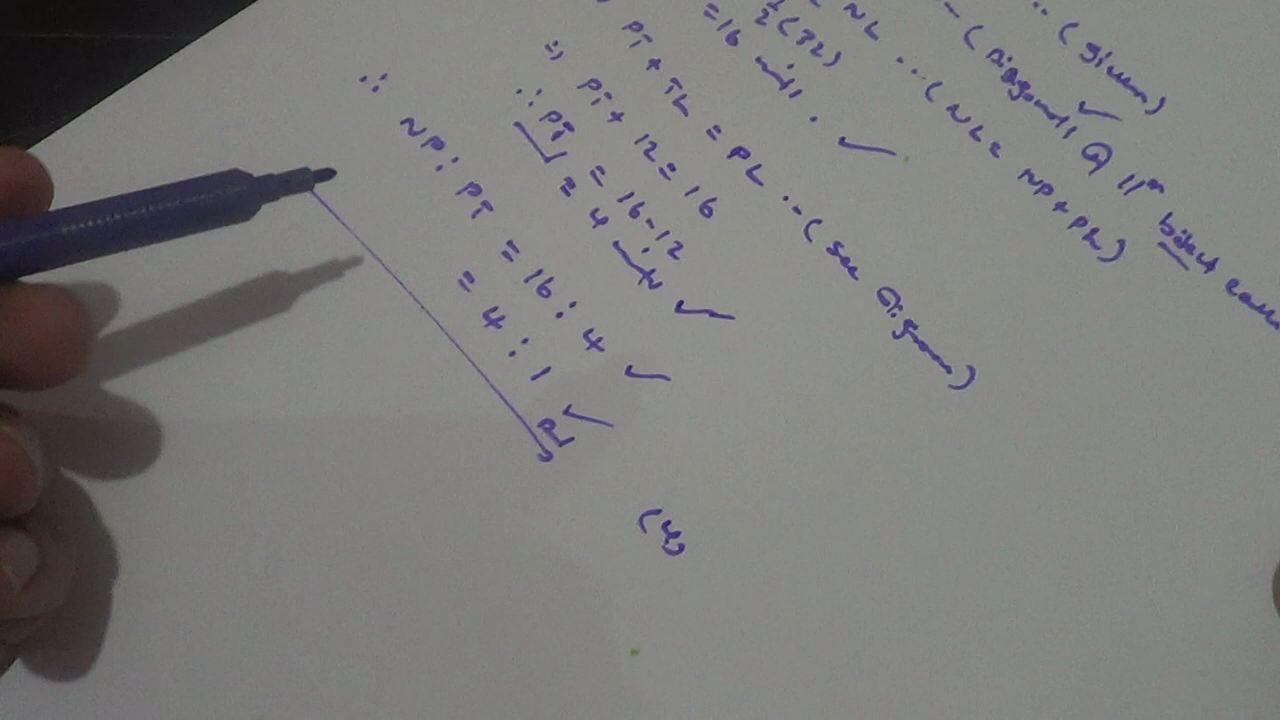 ... (given)
... (Diagonals of ||m bisect each
NL ... (NL = NP + PL)
½(32)
= 16 units. ✓
PT + TL = PL ... (see diagram)
⇒ PT + 12 = 16
∴ PT = 16 - 12
= 4 units ✓
∴ NP : PT = 16 : 4 ✓
= 4 : 1 ✓
PT
(4)